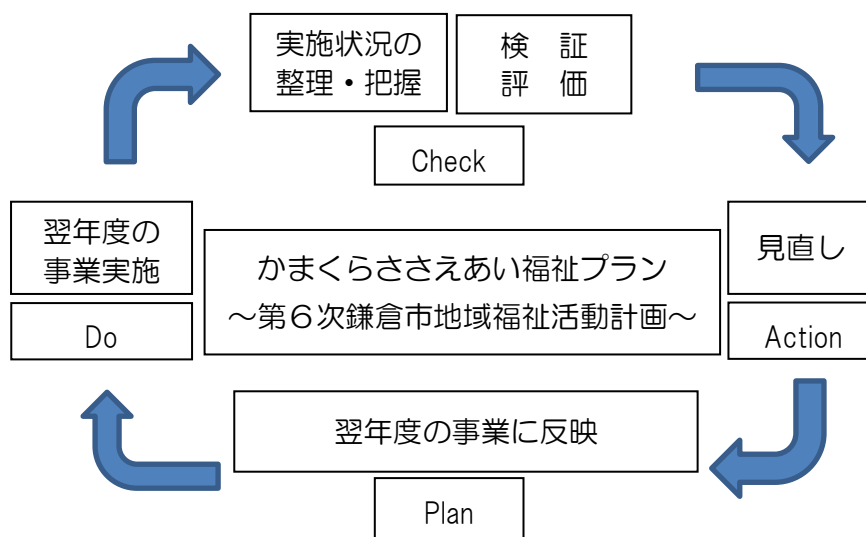 実施状況の
整理・把握
検　証
評　価
Check
翌年度の
事業実施
Do
かまくらささえあい福祉プラン
～第６次鎌倉市地域福祉活動計画～
見直し
Action
翌年度の事業に反映
Plan